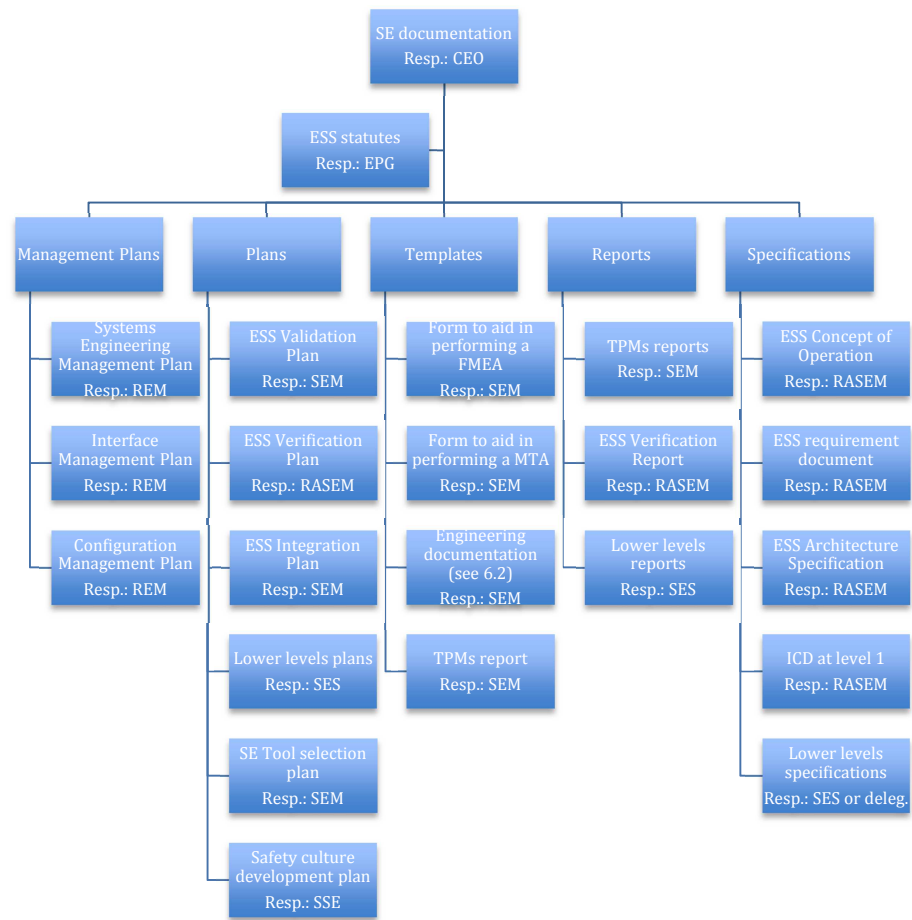 SE documentation
Resp.: CEO
ESS statutes
Resp.: EPG
Management Plans
Plans
Templates
Reports
Specifications
Systems
Engineering
Management Plan
Resp.: REM
Interface
Management Plan
Resp.: REM
Configuration
Management Plan
Resp.: REM
ESS Validation
Plan
Resp.: SEM
ESS Verification
Plan
Resp.: RASEM
ESS Integration
Plan
Resp.: SEM
Lower levels plans
Resp.: SES
SE Tool selection
plan
Resp.: SEM
Safety culture
development plan
Resp.: SSE
Form to aid in
performing a
FMEA
Resp.: SEM
Form to aid in
performing a MTA
Resp.: SEM
Engineering
documentation
(see 6.2)
Resp.: SEM
TPMs report
Resp.: SEM
TPMs reports
Resp.: SEM
ESS Verification
Report
Resp.: RASEM
Lower levels
reports
Resp.: SES
ESS Concept of
Operation
Resp.: RASEM
ESS requirement
document
Resp.: RASEM
ESS Architecture
Specification
Resp.: RASEM
ICD at level 1
Resp.: RASEM
Lower levels
specifications
Resp.: SES or deleg.